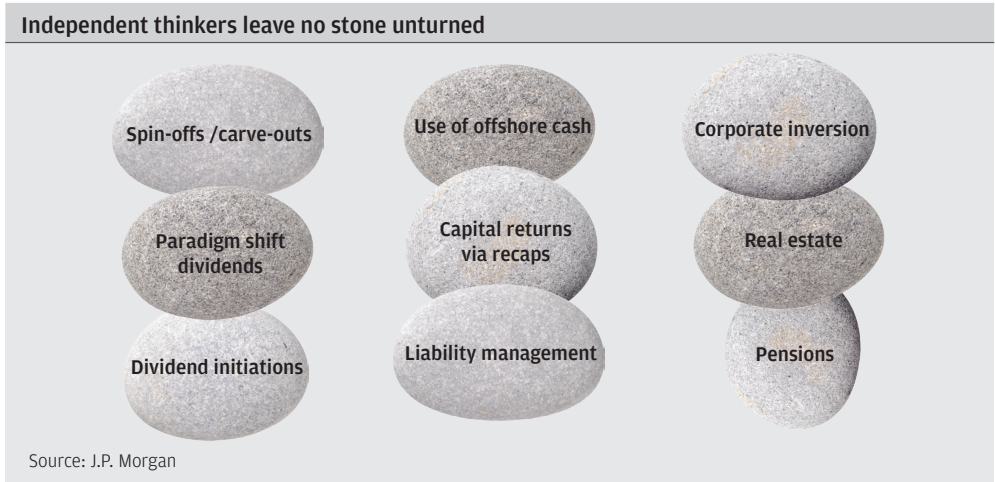 Independent thinkers leave no stone unturned
Spin-offs /carve-outs
Paradigm shift
dividends
Dividend initiations
Use of offshore cash
Capital returns
via recaps
Liability management
Corporate inversion
Real estate
Pensions
Source: J.P. Morgan